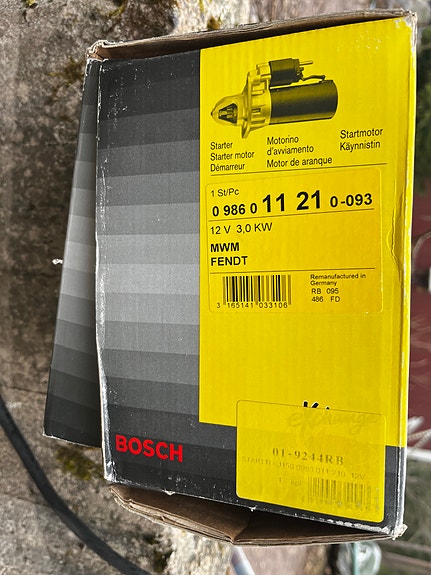 Starter
Starter motor
Démarreur
Motorino
d'avviamento
Motor de aranque
Startmotor
Käynnistin
1 St/Pc
0 986 0 11 21 0-093
12 V 3,0 KW
MWM
FENDT
3 165141 033106
Remanufactured in
Germany
RB 095
486 FD
exchange
BOSCH
01-9244RB